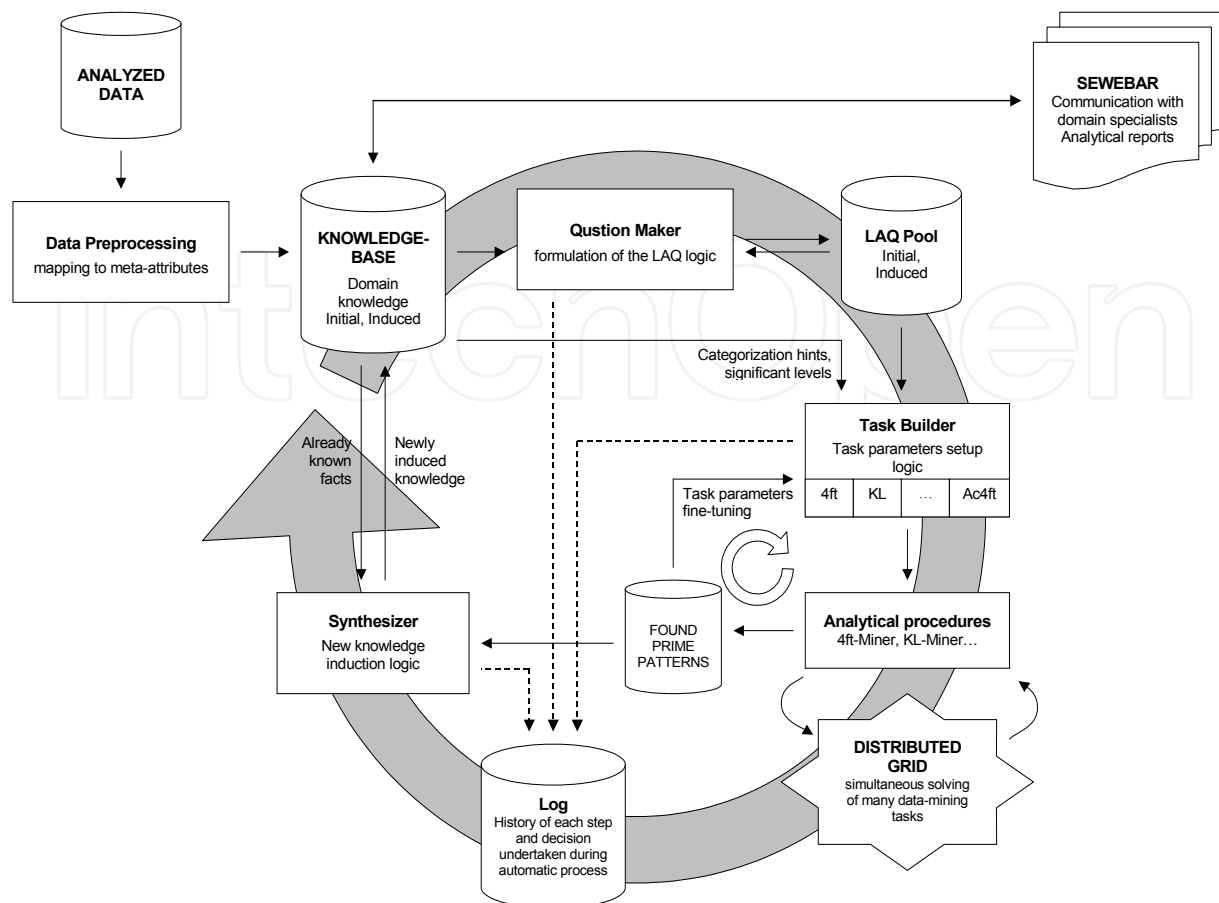 ANALYZED
DATA
SEWEBAR
Communication with
domain specialists
Analytical reports
Data Preprocessing
mapping to meta-attributes
KNOWLEDGE-
BASE
Domain
knowledge
Initial, Induced
Qustion Maker
formulation of the LAQ logic
LAQ Pool
Initial,
Induced
IntechOpen
Categorization hints,
significant levels
Already
known
facts
Newly
induced
knowledge
Task Builder
Task parameters setup
logic
4ft
KL
...
Ac4ft
Task parameters
fine-tuning
Synthesizer
New knowledge
induction logic
FOUND
PRIME
PATTERNS
Analytical procedures
4ft-Miner, KL-Miner...
DISTRIBUTED
GRID
simultaneous solving
of many data-mining
tasks
Log
History of each step
and decision
undertaken during
automatic process